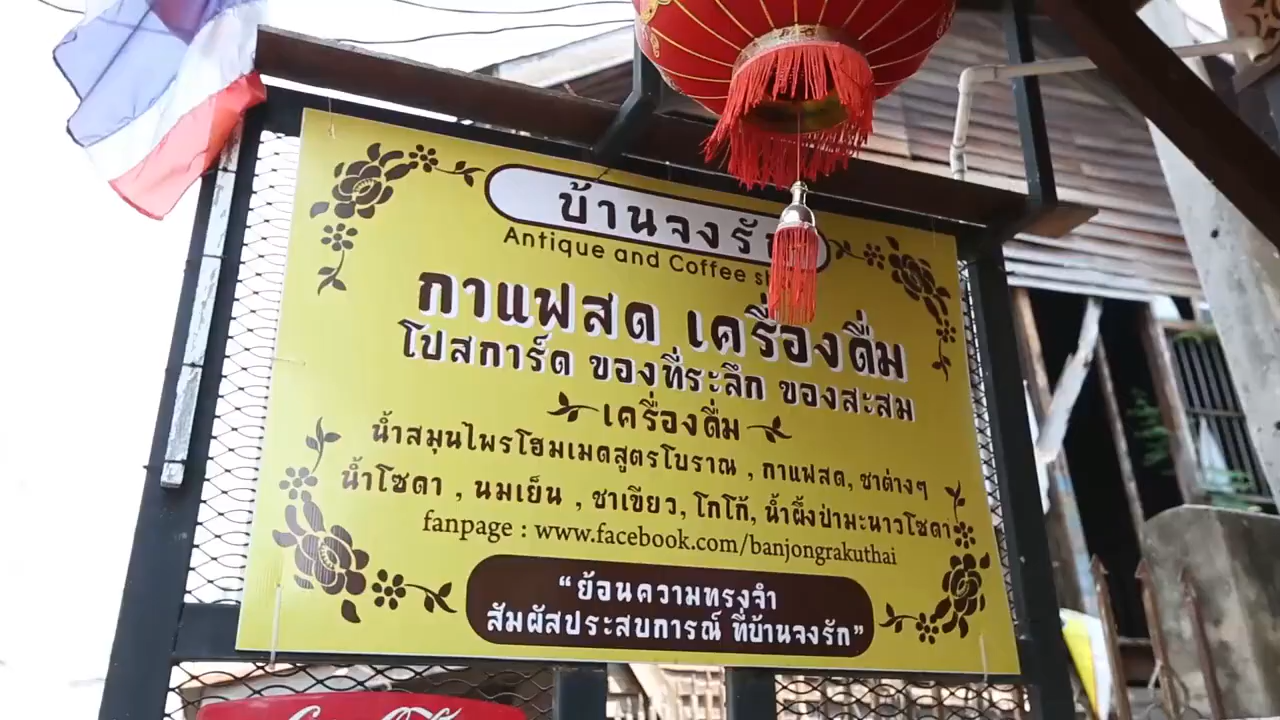 บ้านจงรัก
Antique and Coffee
กาแฟสด เครื่องดื่ม
โปสการ์ด ของที่ระลึก ของสะสม
เครื่องดื่ม
น้ำสมุนไพรโฮมเมดสูตรโบราณ , กาแฟสด, ชาต่างๆ
น้ำโซดา , นมเย็น , ชาเขียว, โกโก้, น้ำผึ้งป่ามะนาวโซดา
fanpage : www.facebook.com/banjongrakuthai
“ย้อนความทรงจำ
สัมผัสประสบการณ์ ที่บ้านจงรัก”